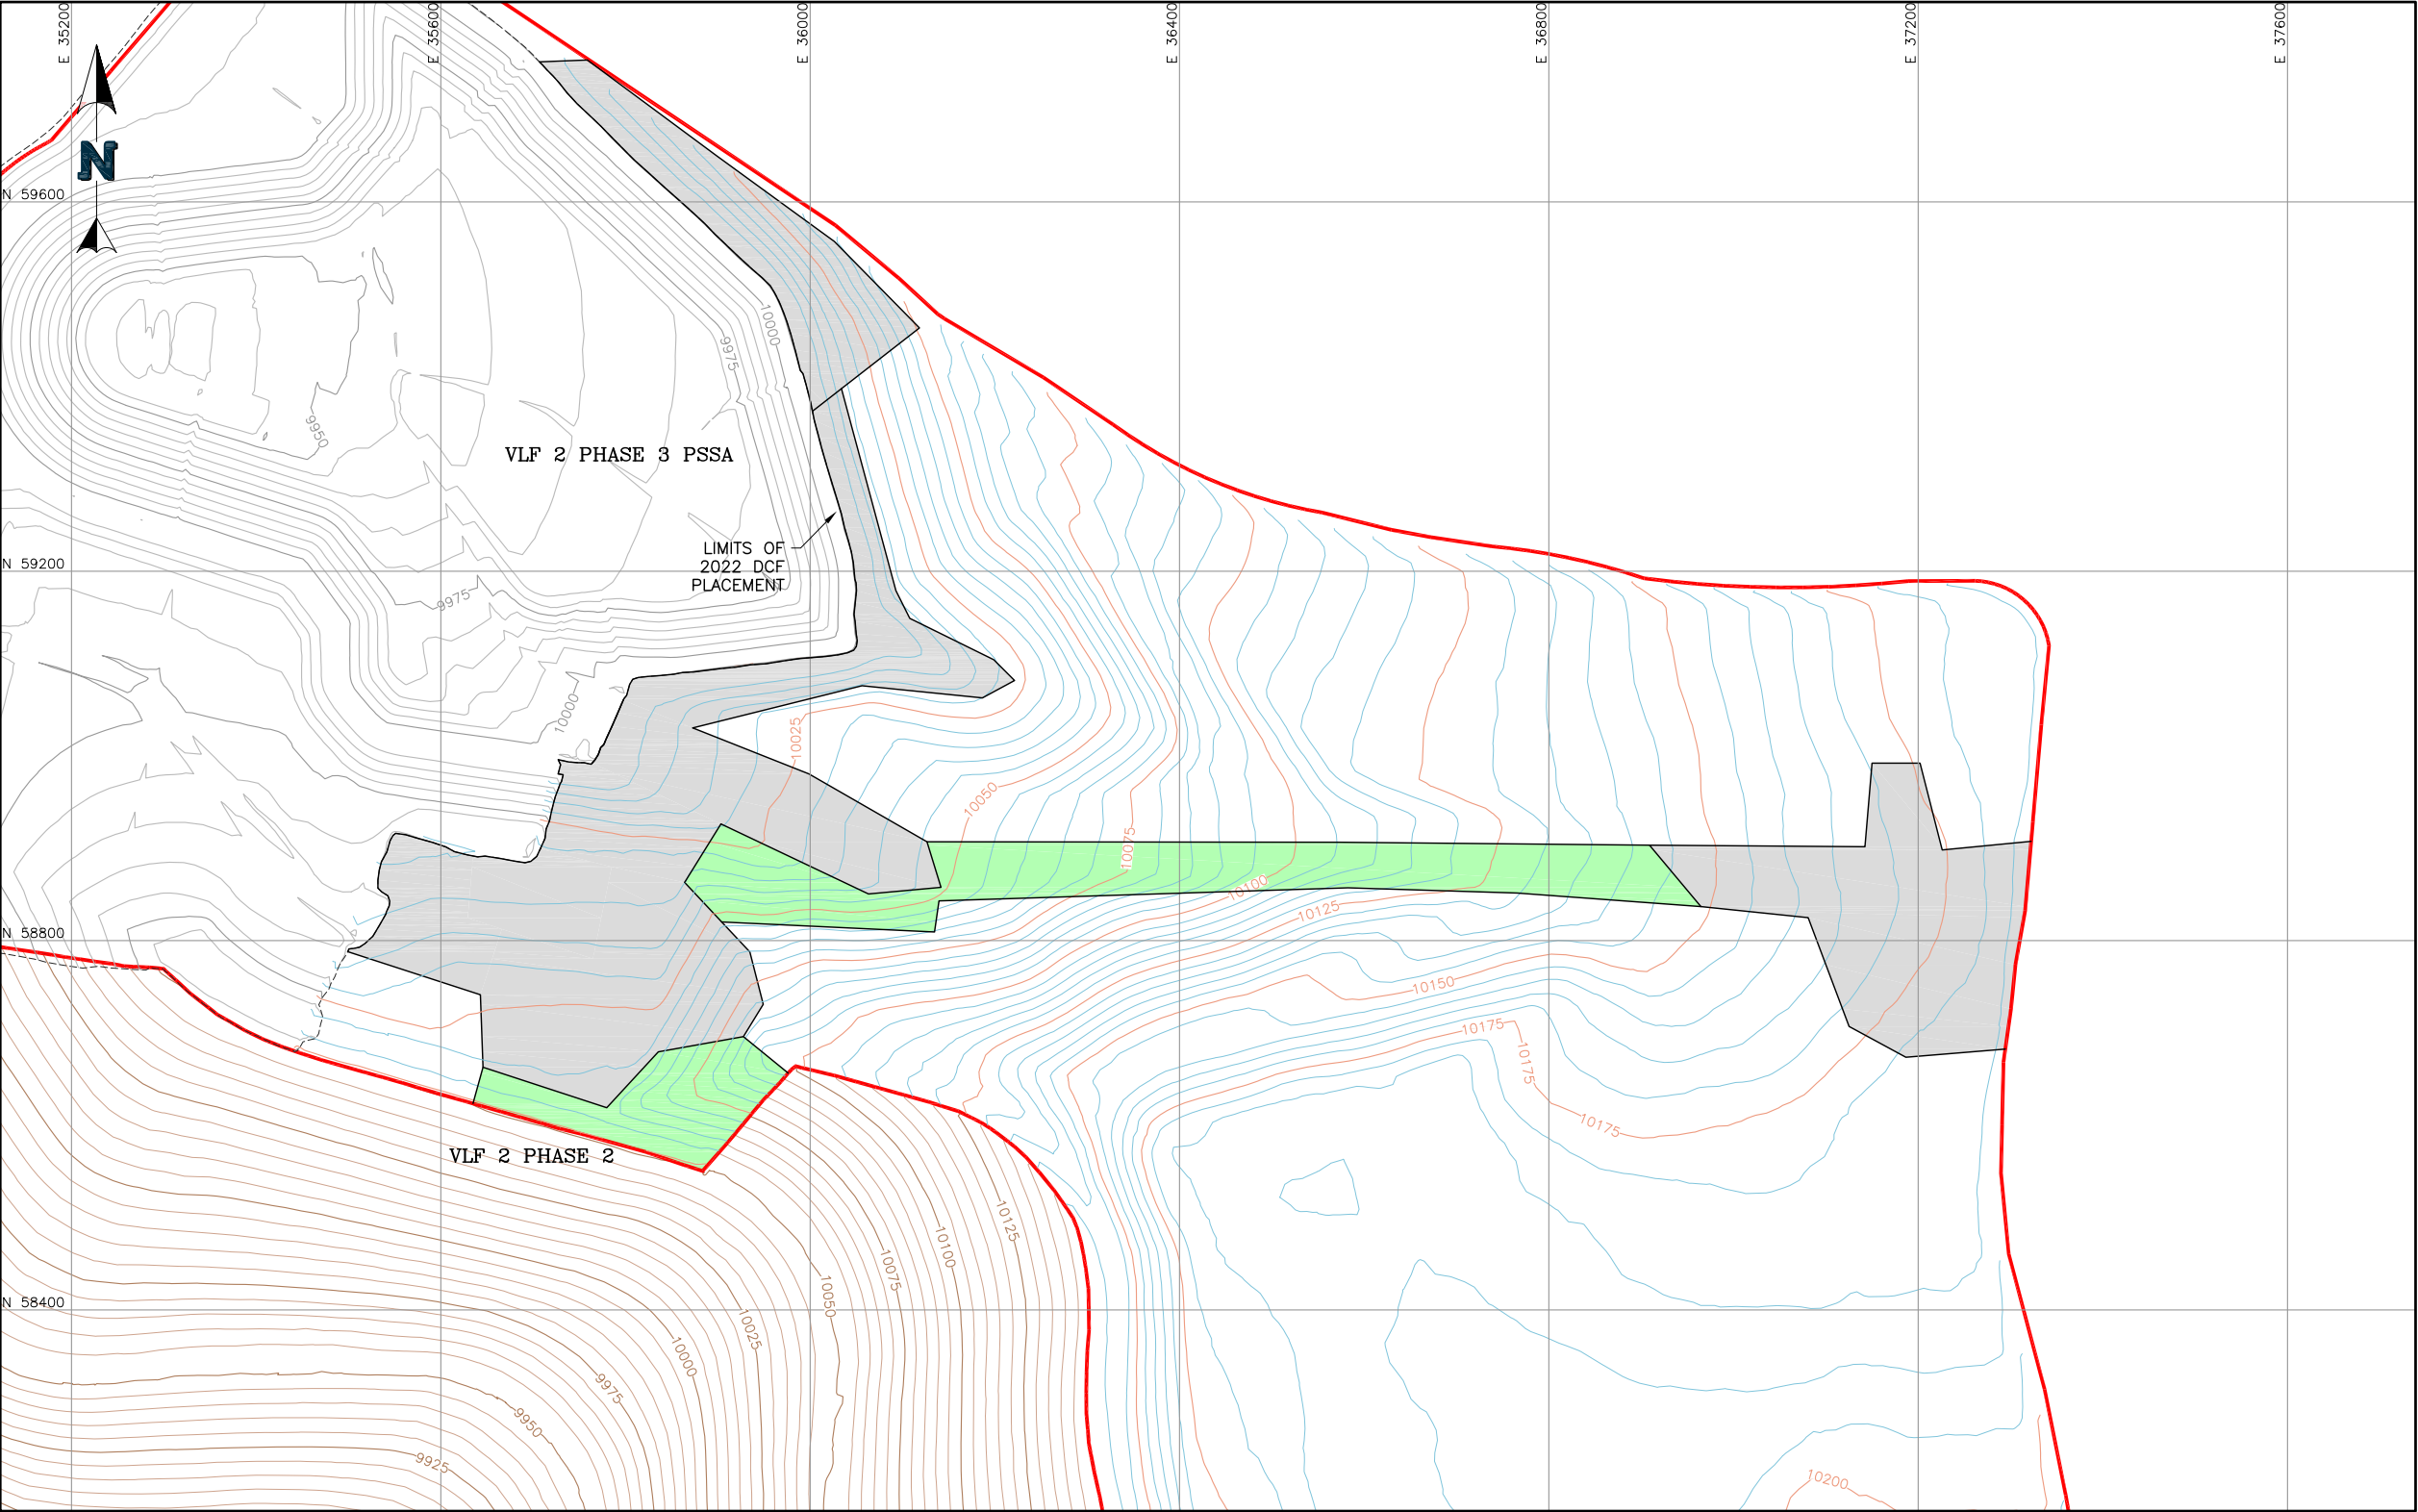 E 35200
E 35600
E 36000
E 36400
E 36800
E 37200
E 37600
N
N 59600
10000
9975
9950
VLF 2 PHASE 3 PSSA
LIMITS OF
2022 DCF
PLACEMENT
N 59200
9975
10000
10025
10050
10075
10100
10125
N 58800
10150
10175
10175
10175
VLF 2 PHASE 2
10125
10100
10075
10050
10025
10000
9975
9950
9925
N 58400
10200